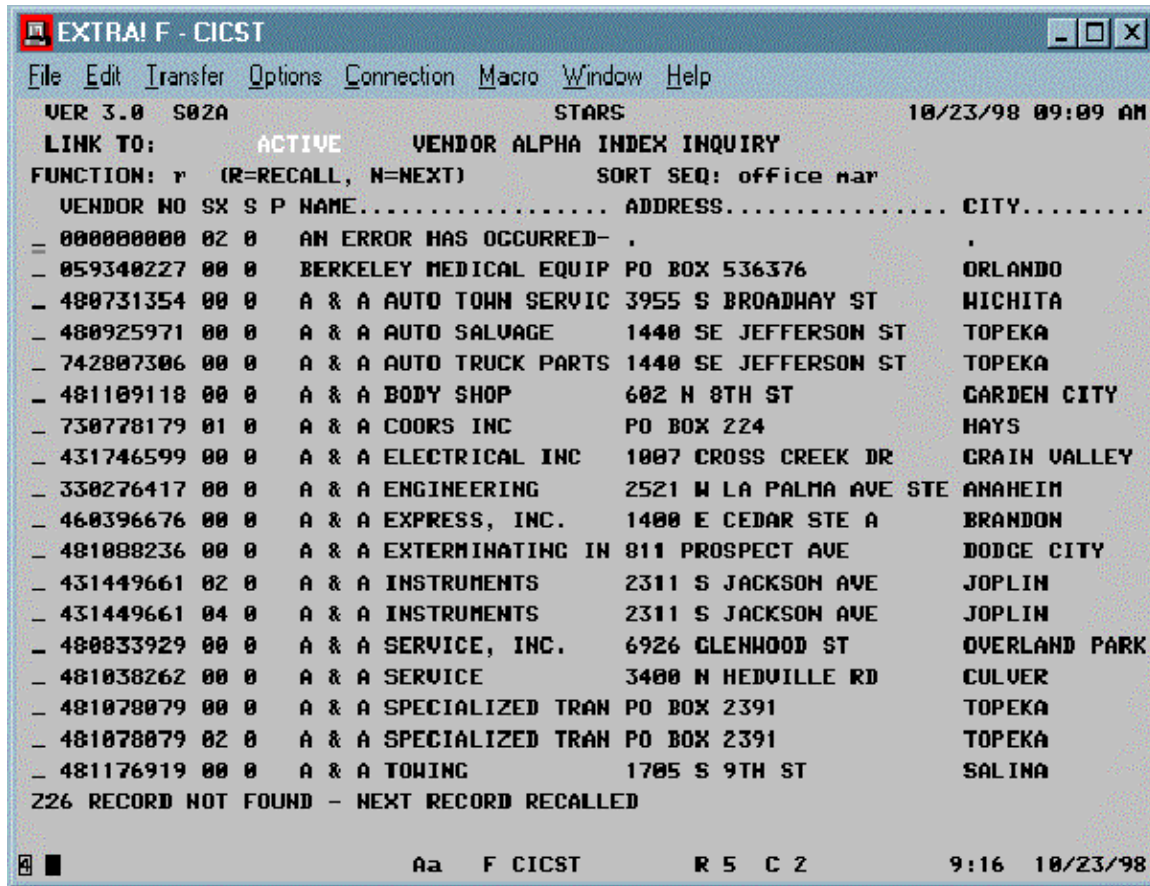 EXTRA! F - CICST
File Edit Transfer Options Connection Macro Window Help
VER 3.0 S02A STARS 10/23/98 09:09 AM
LINK TO: ACTIVE VENDOR ALPHA INDEX INQUIRY
FUNCTION: r (R=RECALL, N=NEXT) SORT SEQ: office mar
VENDOR NO SX S P NAME.................. ADDRESS................ CITY.........
_ 000000000 02 0 AN ERROR HAS OCCURRED- . .
_ 059340227 00 0 BERKELEY MEDICAL EQUIP PO BOX 536376 ORLANDO
_ 480731354 00 0 A & A AUTO TOWN SERVIC 3955 S BROADWAY ST WICHITA
_ 480925971 00 0 A & A AUTO SALVAGE 1440 SE JEFFERSON ST TOPEKA
_ 742807306 00 0 A & A AUTO TRUCK PARTS 1440 SE JEFFERSON ST TOPEKA
_ 481109118 00 0 A & A BODY SHOP 602 N 8TH ST GARDEN CITY
_ 730778179 01 0 A & A COORS INC PO BOX 224 HAYS
_ 431746599 00 0 A & A ELECTRICAL INC 1007 CROSS CREEK DR GRAIN VALLEY
_ 330276417 00 0 A & A ENGINEERING 2521 W LA PALMA AVE STE ANAHEIM
_ 460396676 00 0 A & A EXPRESS, INC. 1400 E CEDAR STE A BRANDON
_ 481088236 00 0 A & A EXTERMINATING IN 811 PROSPECT AVE DODGE CITY
_ 431449661 02 0 A & A INSTRUMENTS 2311 S JACKSON AVE JOPLIN
_ 431449661 04 0 A & A INSTRUMENTS 2311 S JACKSON AVE JOPLIN
_ 480833929 00 0 A & A SERVICE, INC. 6926 GLENWOOD ST OVERLAND PARK
_ 481038262 00 0 A & A SERVICE 3400 N HEDVILLE RD CULVER
_ 481078079 00 0 A & A SPECIALIZED TRAN PO BOX 2391 TOPEKA
_ 481078079 02 0 A & A SPECIALIZED TRAN PO BOX 2391 TOPEKA
_ 481176919 00 0 A & A TOWING 1705 S 9TH ST SALINA
Z26 RECORD NOT FOUND - NEXT RECORD RECALLED
4 Aa F CICST R 5 C 2 9:16 10/23/98